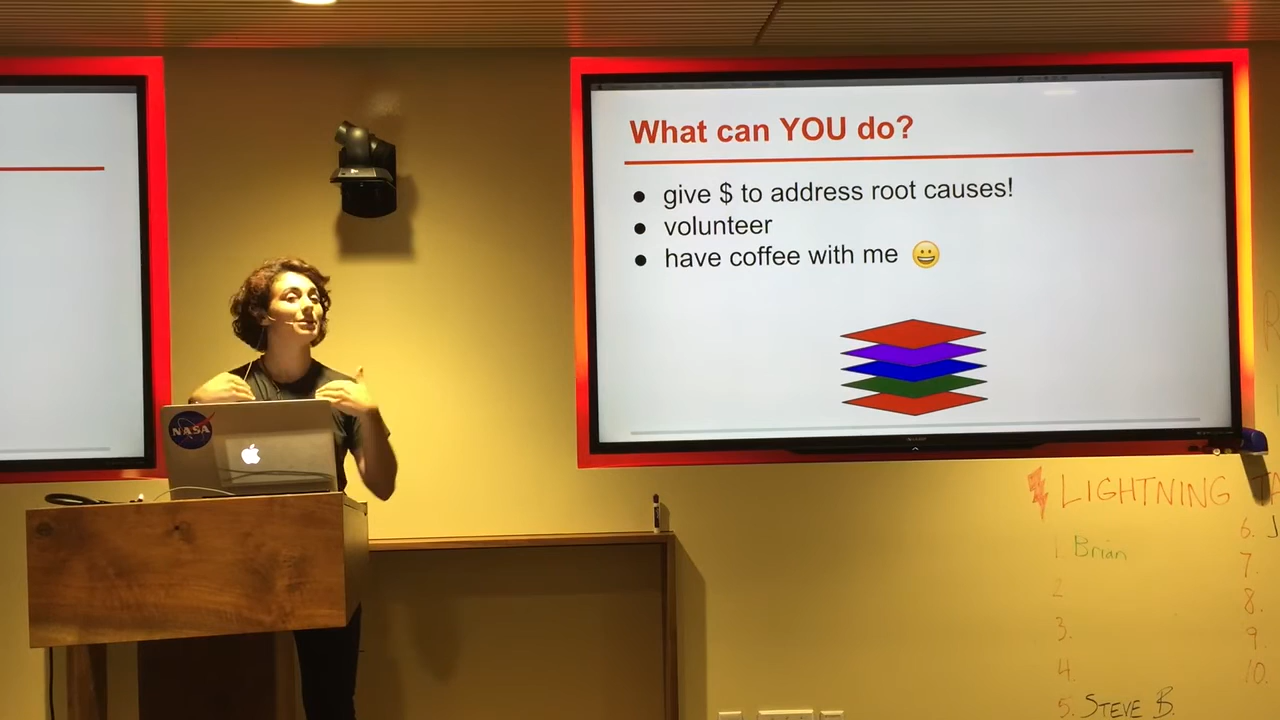 What can YOU do?
● give $ to address root causes!
● volunteer
● have coffee with me 😀
NASA
LIGHTNING
1. Brian
2
3.
4.
5. STEVE B.
6. J
7.
8.
9.
10.